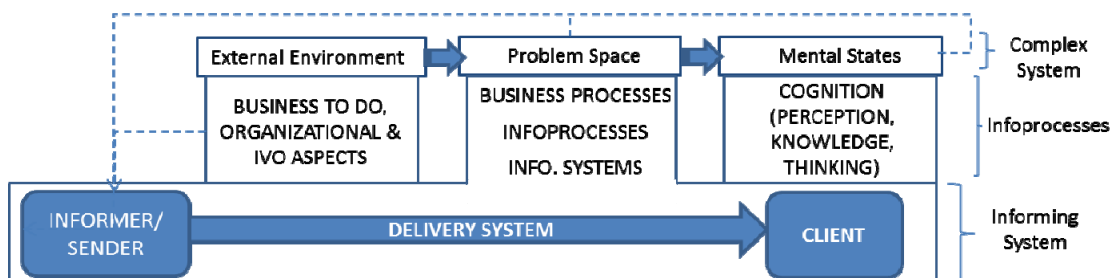 External Environment
Problem Space
Mental States
Complex
System
BUSINESS TO DO,
ORGANIZATIONAL &
IVO ASPECTS
BUSINESS PROCESSES
INFOPROCESSES
INFO. SYSTEMS
COGNITION
(PERCEPTION,
KNOWLEDGE,
THINKING)
Infoprocesses
INFORMER/
SENDER
DELIVERY SYSTEM
CLIENT
Informing
System